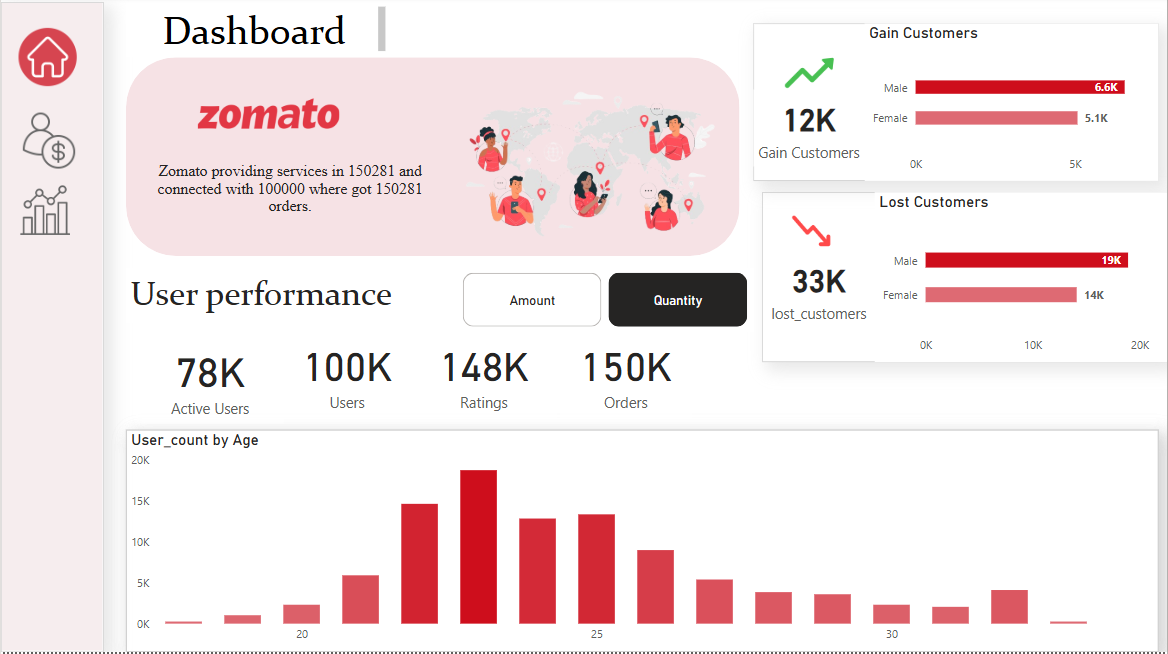 Dashboard
zomato
Zomato providing services in 150281 and
connected with 100000 where got 150281
orders.
Gain Customers
12K
Gain Customers
Male
6.6K
Female
5.1K
0K
5K
Lost Customers
33K
lost_customers
Male
19K
Female
14K
0K
10K
20K
User performance
Amount
Quantity
78K
Active Users
100K
Users
148K
Ratings
150K
Orders
User_count by Age
20K
15K
10K
5K
0K
20
25
30